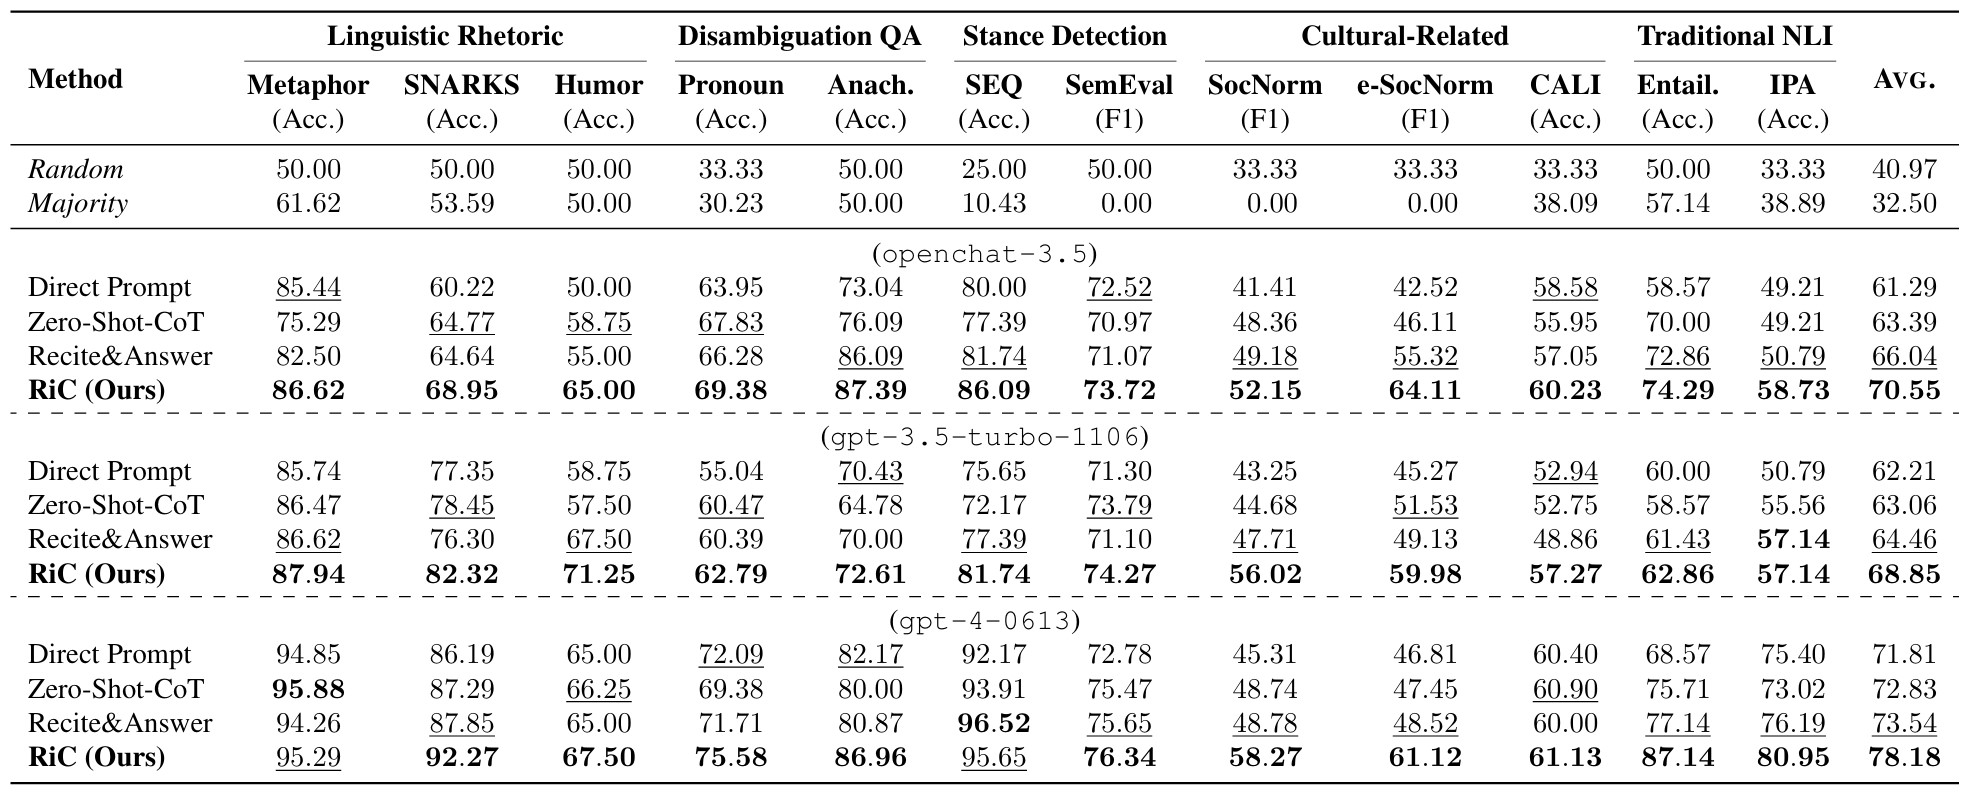 Method Linguistic Rhetoric Disambiguation QA Stance Detection Cultural-Related Traditional NLI AVG.
Metaphor SNARKS Humor Pronoun Anach. SEQ SemEval SocNorm e-SocNorm CALI Entail. IPA
(Acc.) (Acc.) (Acc.) (Acc.) (Acc.) (Acc.) (F1) (F1) (F1) (Acc.) (Acc.) (Acc.)
Random 50.00 50.00 50.00 33.33 50.00 25.00 50.00 33.33 33.33 33.33 50.00 33.33 40.97
Majority 61.62 53.59 50.00 30.23 50.00 10.43 0.00 0.00 0.00 38.09 57.14 38.89 32.50
(openchat-3.5)
Direct Prompt 85.44 60.22 50.00 63.95 73.04 80.00 72.52 41.41 42.52 58.58 58.57 49.21 61.29
Zero-Shot-CoT 75.29 64.77 58.75 67.83 76.09 77.39 70.97 48.36 46.11 55.95 70.00 49.21 63.39
Recite&Answer 82.50 64.64 55.00 66.28 86.09 81.74 71.07 49.18 55.32 57.05 72.86 50.79 66.04
RiC (Ours) 86.62 68.95 65.00 69.38 87.39 86.09 73.72 52.15 64.11 60.23 74.29 58.73 70.55
(gpt-3.5-turbo-1106)
Direct Prompt 85.74 77.35 58.75 55.04 70.43 75.65 71.30 43.25 45.27 52.94 60.00 50.79 62.21
Zero-Shot-CoT 86.47 78.45 57.50 60.47 64.78 72.17 73.79 44.68 51.53 52.75 58.57 55.56 63.06
Recite&Answer 86.62 76.30 67.50 60.39 70.00 77.39 71.10 47.71 49.13 48.86 61.43 57.14 64.46
RiC (Ours) 87.94 82.32 71.25 62.79 72.61 81.74 74.27 56.02 59.98 57.27 62.86 57.14 68.85
(gpt-4-0613)
Direct Prompt 94.85 86.19 65.00 72.09 82.17 92.17 72.78 45.31 46.81 60.40 68.57 75.40 71.81
Zero-Shot-CoT 95.88 87.29 66.25 69.38 80.00 93.91 75.47 48.74 47.45 60.90 75.71 73.02 72.83
Recite&Answer 94.26 87.85 65.00 71.71 80.87 96.52 75.65 48.78 48.52 60.00 77.14 76.19 73.54
RiC (Ours) 95.29 92.27 67.50 75.58 86.96 95.65 76.34 58.27 61.12 61.13 87.14 80.95 78.18